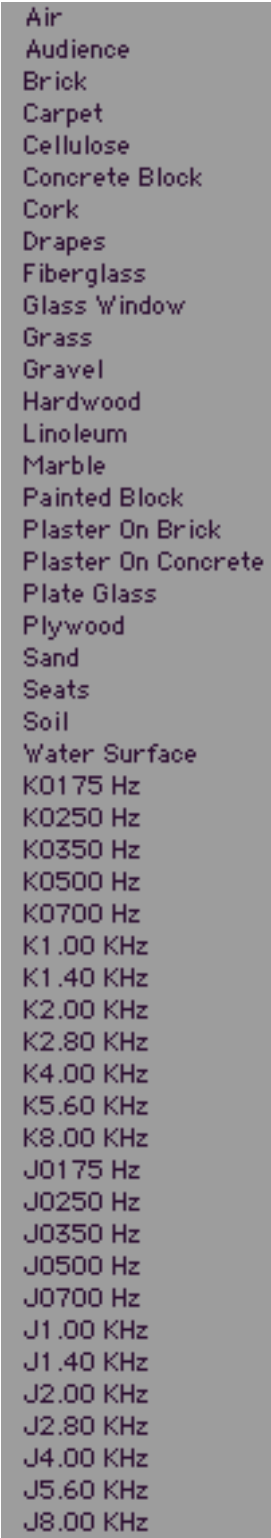 Air
Audience
Brick
Carpet
Cellulose
Concrete Block
Cork
Drapes
Fiberglass
Glass Window
Grass
Gravel
Hardwood
Linoleum
Marble
Painted Block
Plaster On Brick
Plaster On Concrete
Plate Glass
Plywood
Sand
Seats
Soil
Water Surface
K0175 Hz
K0250 Hz
K0350 Hz
K0500 Hz
K0700 Hz
K1.00 KHz
K1.40 KHz
K2.00 KHz
K2.80 KHz
K4.00 KHz
K5.60 KHz
K8.00 KHz
J0175 Hz
J0250 Hz
J0350 Hz
J0500 Hz
J0700 Hz
J1.00 KHz
J1.40 KHz
J2.00 KHz
J2.80 KHz
J4.00 KHz
J5.60 KHz
J8.00 KHz